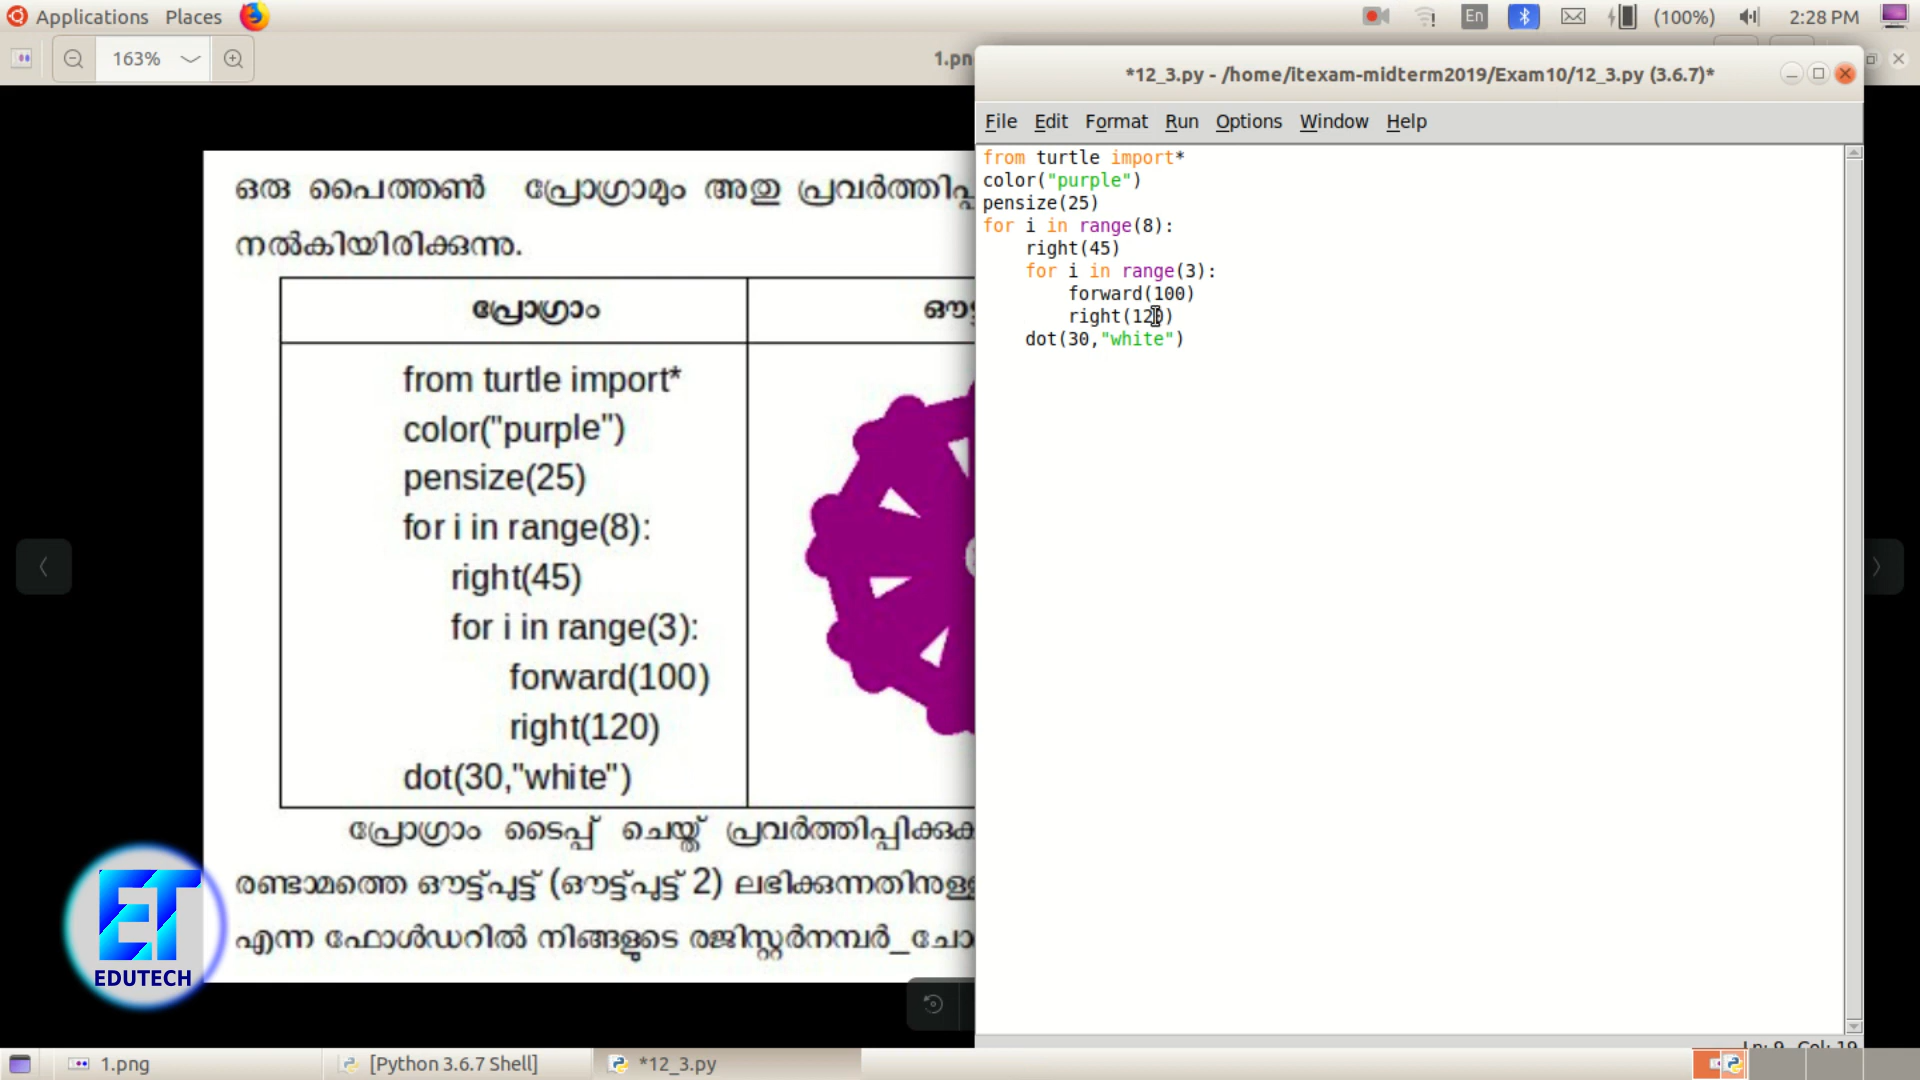 Applications Places
En
(100%)
2:28 PM
163%
1.pn
*12_3.py - /home/itexam-midterm2019/Exam10/12_3.py (3.6.7)*
File Edit Format Run Options Window Help
from turtle import*
color("purple")
pensize(25)
for i in range(8):
right(45)
for i in range(3):
forward(100)
right(120)
dot(30,"white")
ഒരു പൈത്തൺ പ്രോഗ്രാമും അതു
നൽകിയിരിക്കുന്നു.
പ്രോഗ്രാം
from turtle import*
color("purple")
pensize(25)
for i in range(8):
right(45)
for i in range(3):
forward(100)
right(120)
dot(30,"white")
പ്രോഗ്രാം ടൈപ്പ് ചെയ്ത് പ്രവർത്തിപ്പിക്കുക
രണ്ടാമത്തെ ഔട്ട്പുട്ട് (ഔട്ട്പുട്ട് 2) ലഭിക്കുന്നതിനുള്ള
എന്ന ഫോൾഡറിൽ നിങ്ങളുടെ രജിസ്റ്റർനമ്പർ_ചോ
ET
EDUTECH
1.png
[Python 3.6.7 Shell]
*12_3.py